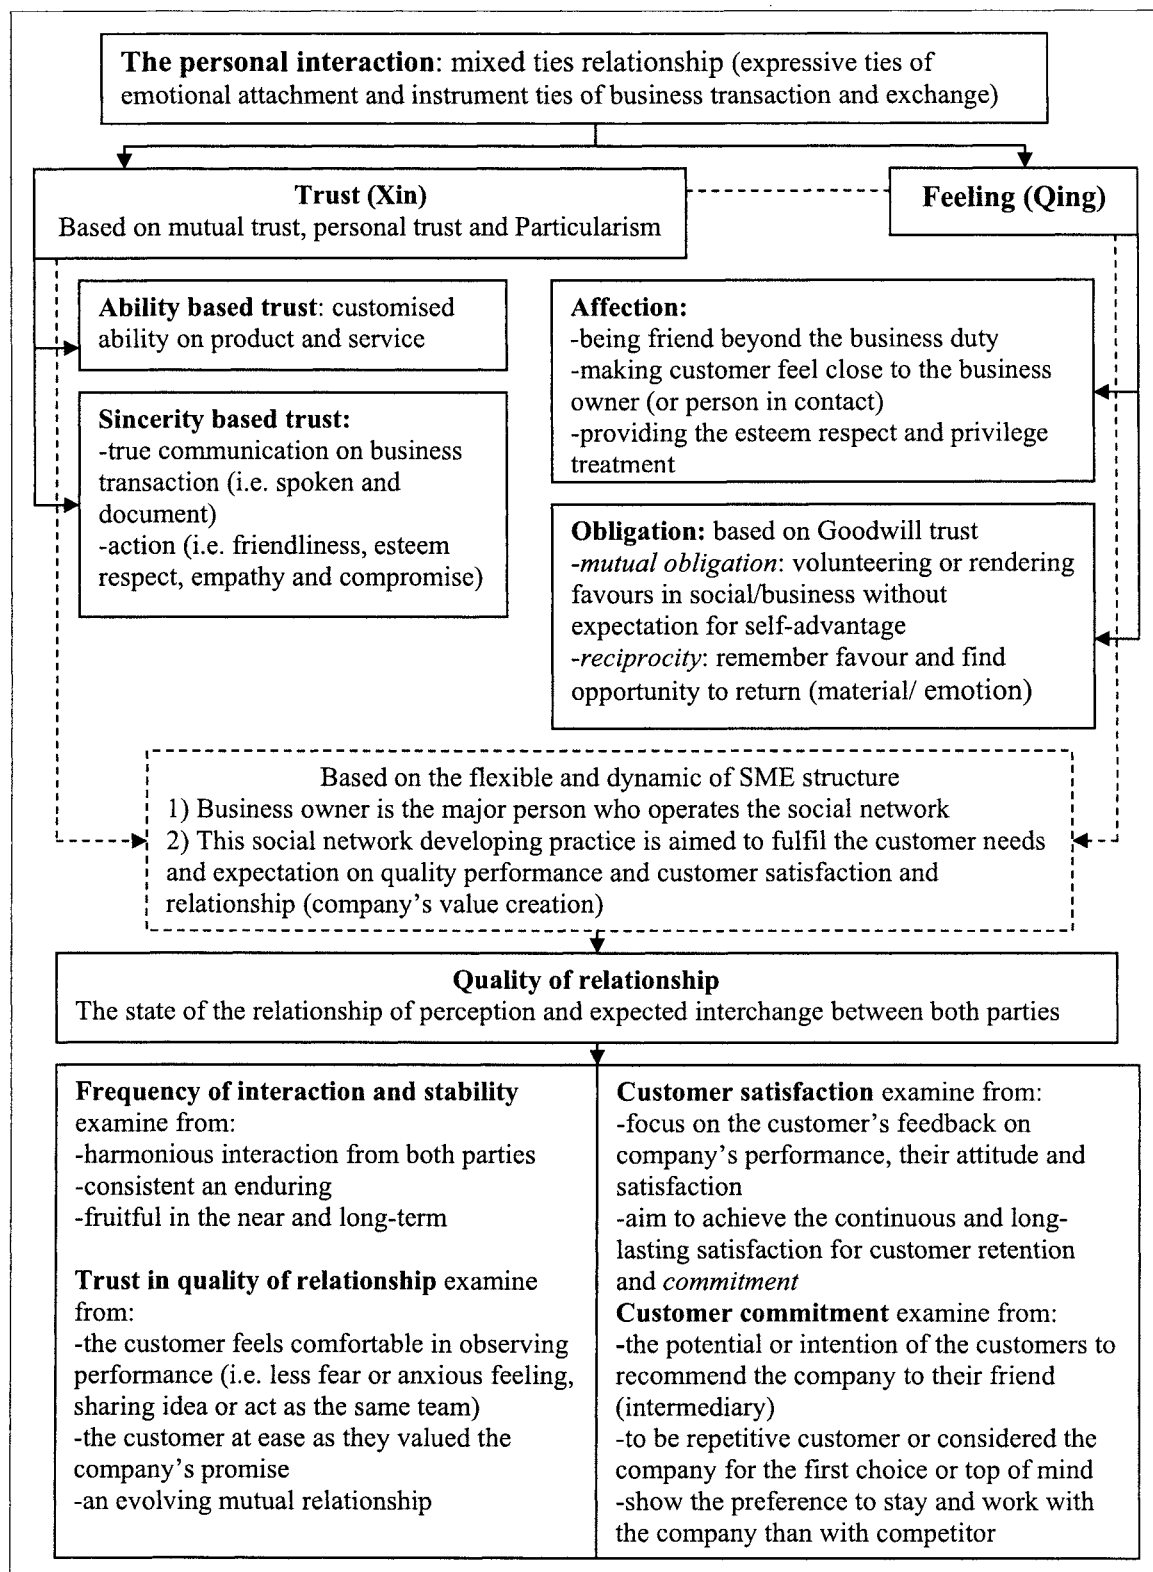 The personal interaction: mixed ties relationship (expressive ties of
emotional attachment and instrument ties of business transaction and exchange)
Trust (Xin)
Based on mutual trust, personal trust and Particularism
Feeling (Qing)
Ability based trust: customised
ability on product and service
Sincerity based trust:
-true communication on business
transaction (i.e. spoken and
document)
-action (i.e. friendliness, esteem
respect, empathy and compromise)
Affection:
-being friend beyond the business duty
-making customer feel close to the business
owner (or person in contact)
-providing the esteem respect and privilege
treatment
Obligation: based on Goodwill trust
-mutual obligation: volunteering or rendering
favours in social/business without
expectation for self-advantage
-reciprocity: remember favour and find
opportunity to return (material/ emotion)
Based on the flexible and dynamic of SME structure
1) Business owner is the major person who operates the social network
2) This social network developing practice is aimed to fulfil the customer needs
and expectation on quality performance and customer satisfaction and
relationship (company's value creation)
Quality of relationship
The state of the relationship of perception and expected interchange between both parties
Frequency of interaction and stability
examine from:
-harmonious interaction from both parties
-consistent an enduring
-fruitful in the near and long-term
Trust in quality of relationship examine
from:
-the customer feels comfortable in observing
performance (i.e. less fear or anxious feeling,
sharing idea or act as the same team)
-the customer at ease as they valued the
company's promise
-an evolving mutual relationship
Customer satisfaction examine from:
-focus on the customer's feedback on
company's performance, their attitude and
satisfaction
-aim to achieve the continuous and long-
lasting satisfaction for customer retention
and commitment
Customer commitment examine from:
-the potential or intention of the customers to
recommend the company to their friend
(intermediary)
-to be repetitive customer or considered the
company for the first choice or top of mind
-show the preference to stay and work with
the company than with competitor